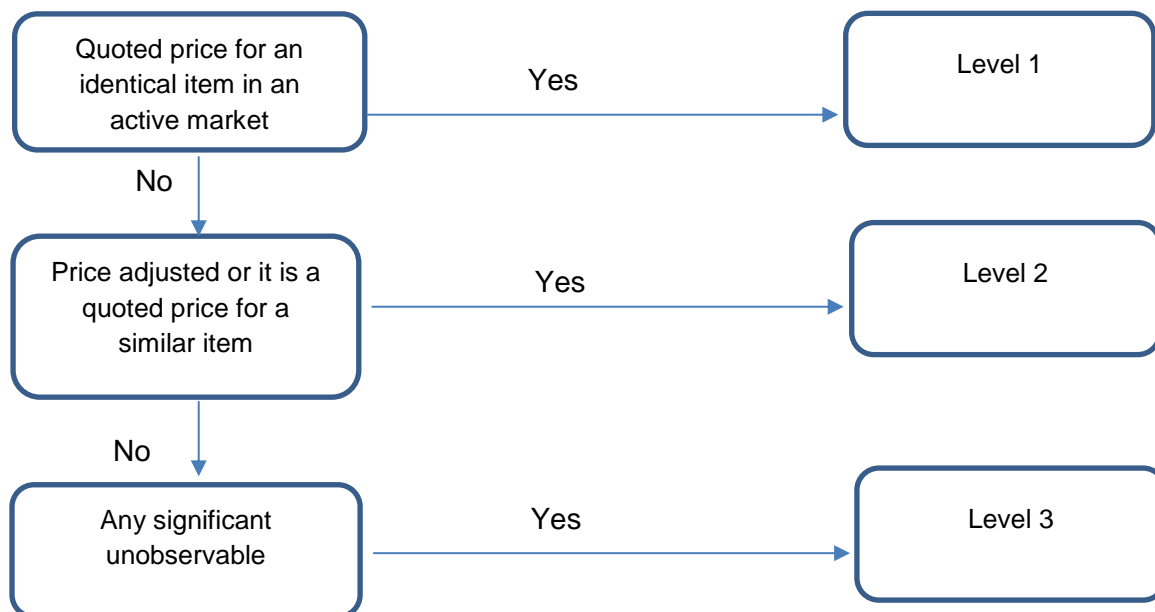 Quoted price for an
identical item in an
active market
Yes
Level 1
No
Price adjusted or it is a
quoted price for a
similar item
Yes
Level 2
No
Any significant
unobservable
Yes
Level 3